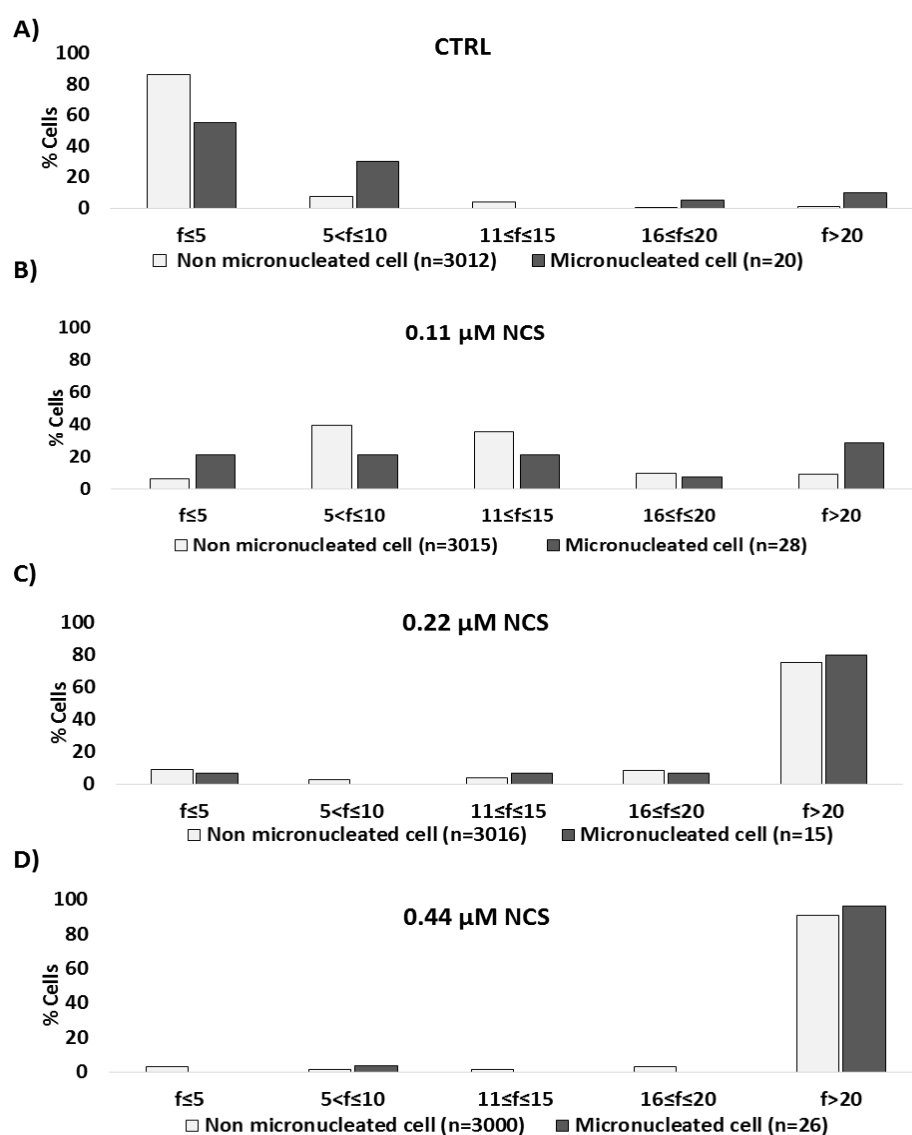 A)
CTRL
100
80
60
40
20
0
% Cells
f≤5 5<f≤10 11≤f≤15 16≤f≤20 f>20
Non micronucleated cell (n=3012) Micronucleated cell (n=20)
B)
0.11 µM NCS
100
80
60
40
20
0
% Cells
f≤5 5<f≤10 11≤f≤15 16≤f≤20 f>20
Non micronucleated cell (n=3015) Micronucleated cell (n=28)
C)
0.22 µM NCS
100
80
60
40
20
0
% Cells
f≤5 5<f≤10 11≤f≤15 16≤f≤20 f>20
Non micronucleated cell (n=3016) Micronucleated cell (n=15)
D)
0.44 µM NCS
100
80
60
40
20
0
% Cells
f≤5 5<f≤10 11≤f≤15 16≤f≤20 f>20
Non micronucleated cell (n=3000) Micronucleated cell (n=26)